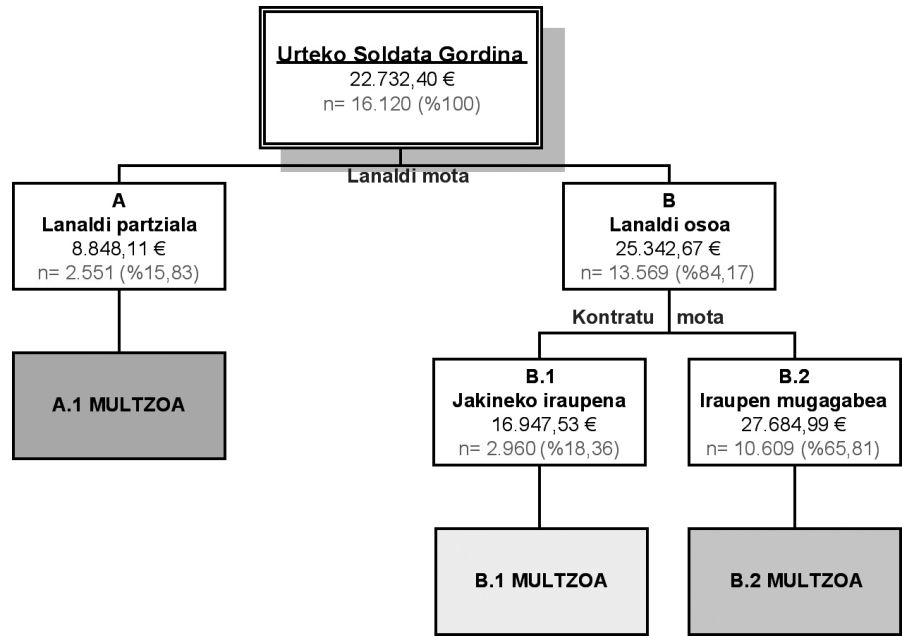 Urteko Soldata Gordina
22.732,40 €
n= 16.120 (%100)
Lanaldi mota
A
Lanaldi partziala
8.848,11 €
n= 2.551 (%15,83)
B
Lanaldi osoa
25.342,67 €
n= 13.569 (%84,17)
Kontratu mota
A.1 MULTZOA
B.1
Jakineko iraupena
16.947,53 €
n= 2.960 (%18,36)
B.2
Iraupen mugagabea
27.684,99 €
n= 10.609 (%65,81)
B.1 MULTZOA
B.2 MULTZOA